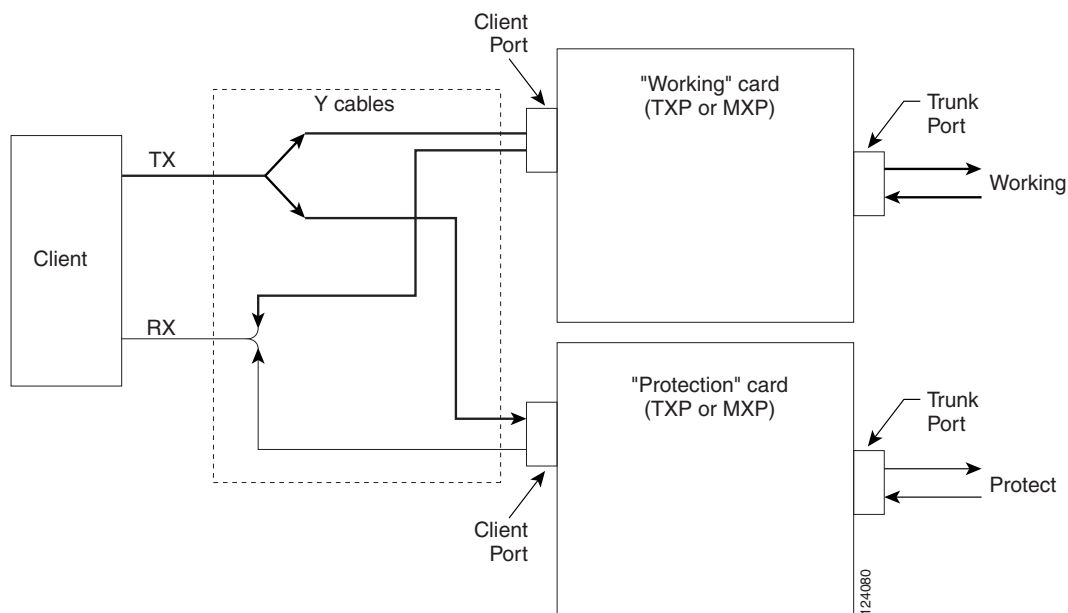 Client
Port
"Working" card
(TXP or MXP)
Y cables
Trunk
Port
TX
Working
Client
RX
"Protection" card
(TXP or MXP)
Trunk
Port
Protect
Client
Port
124080